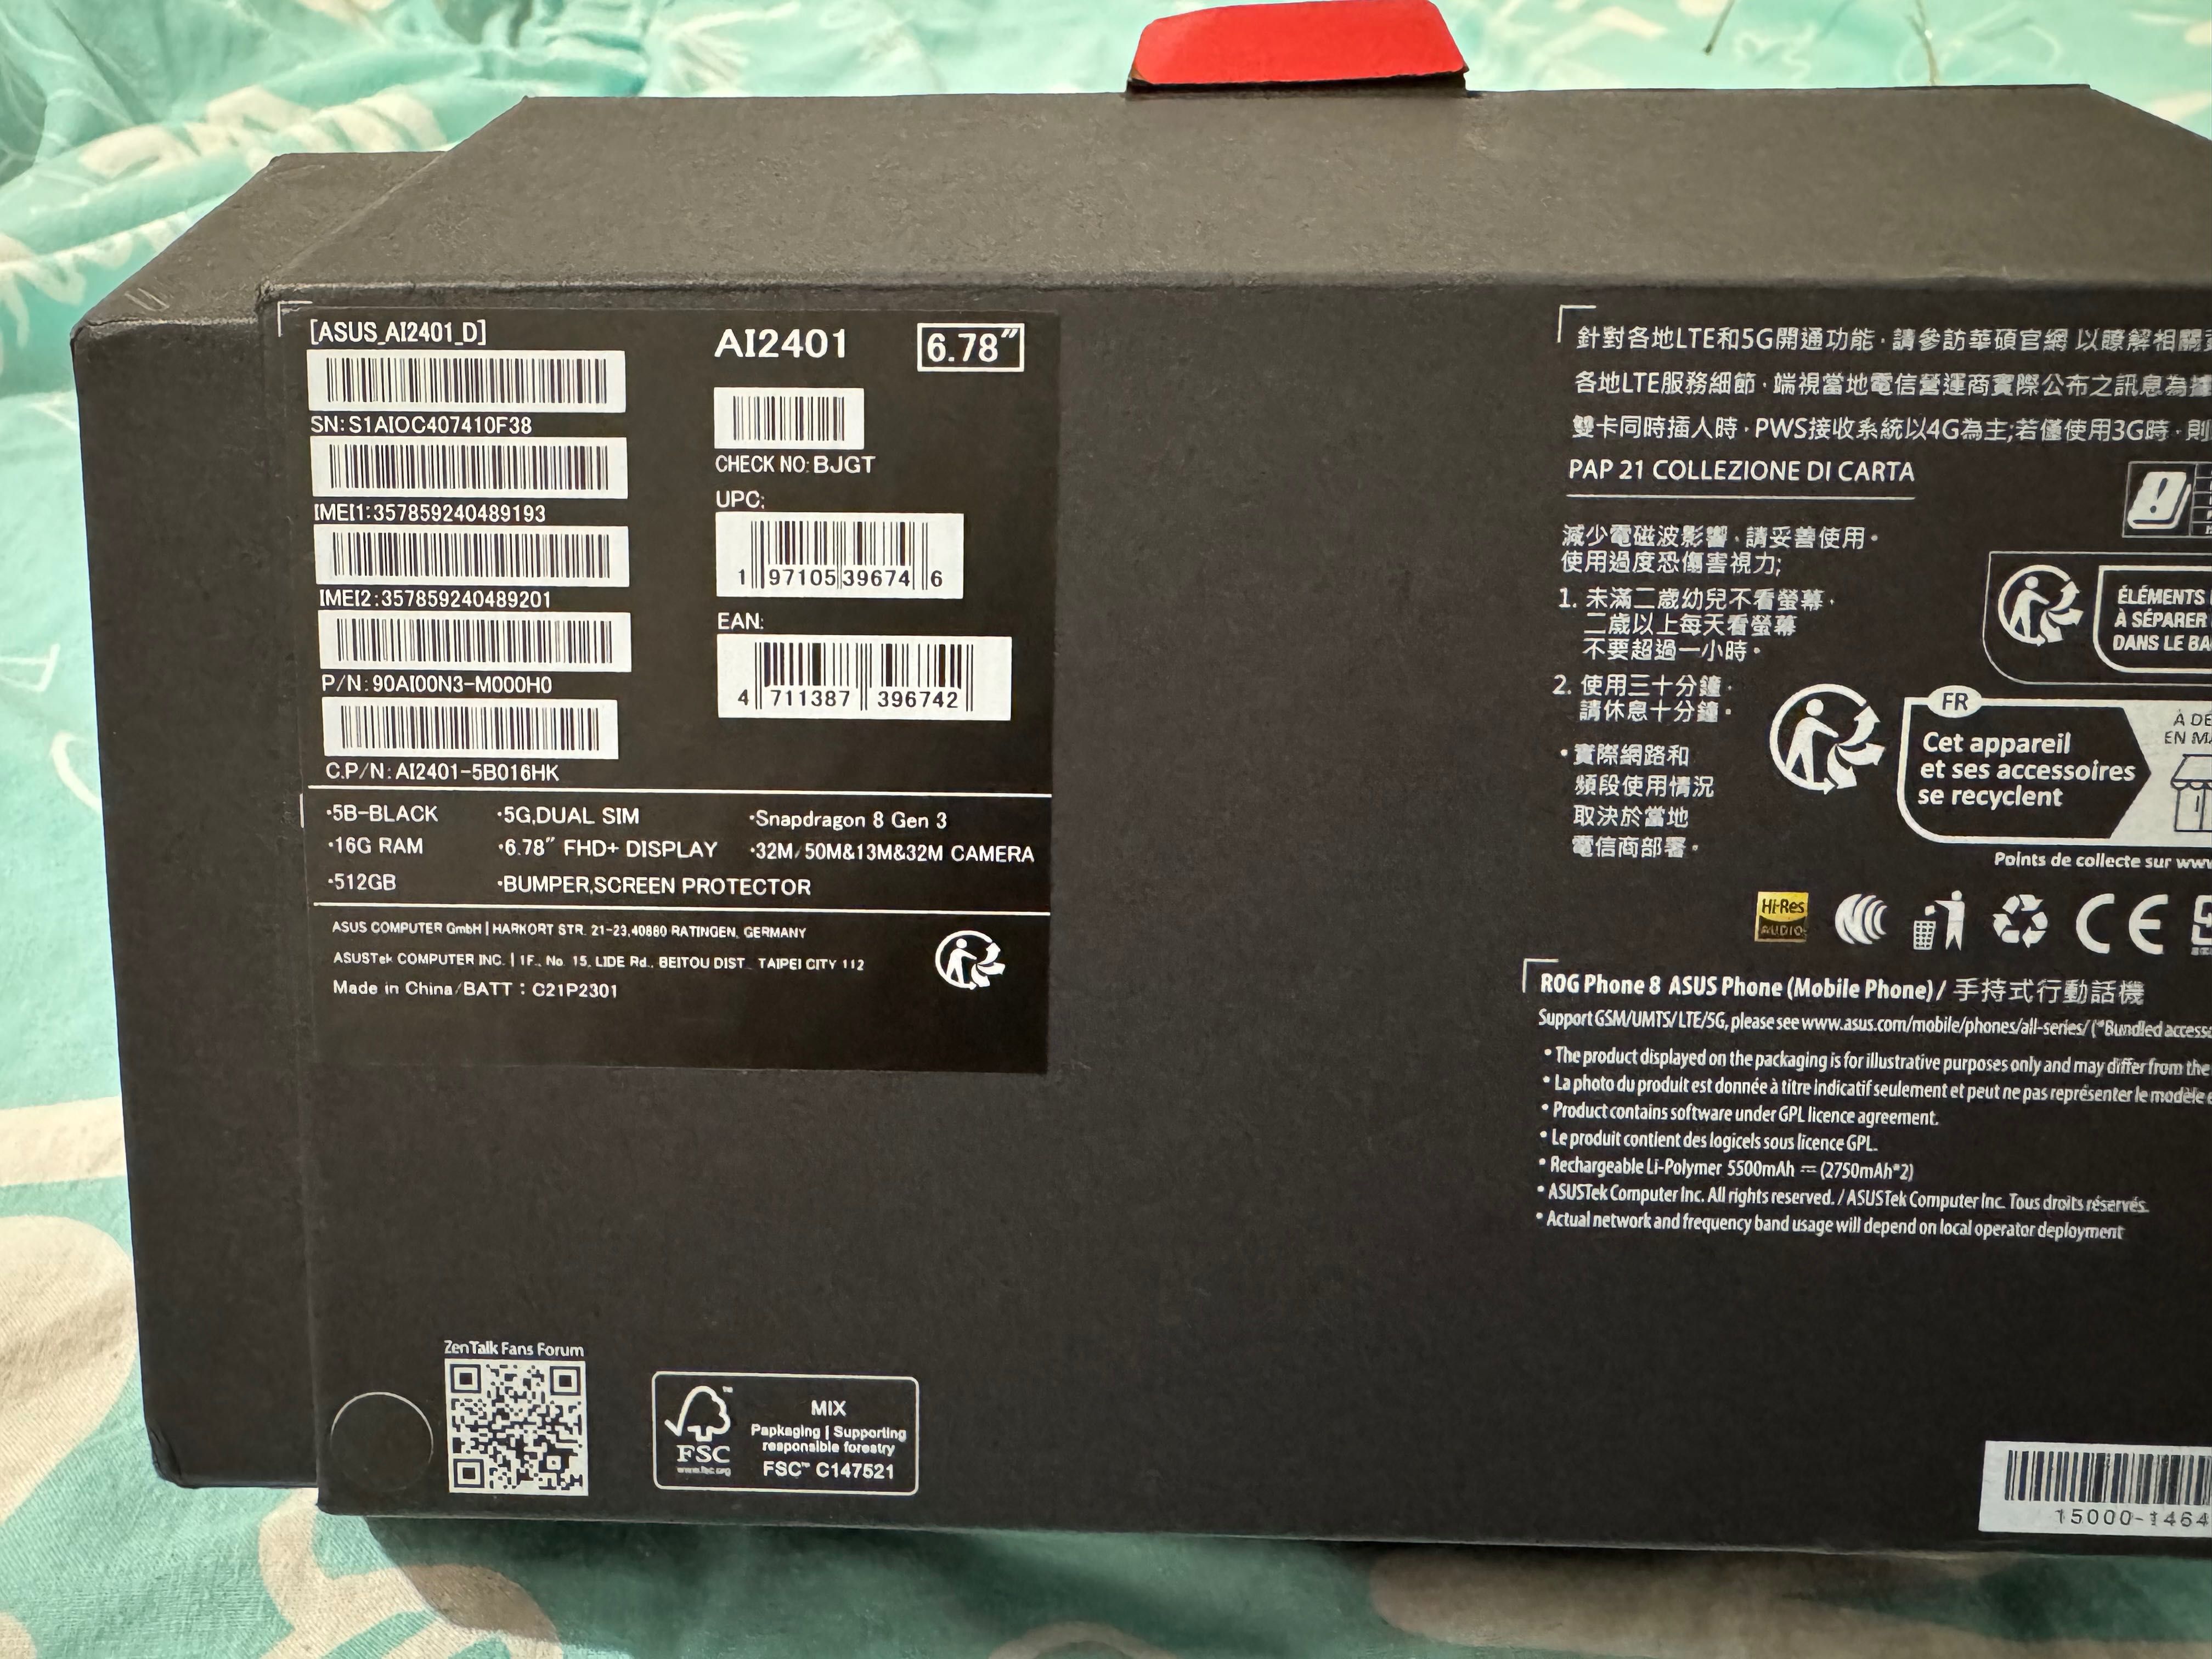 [ASUS_AI2401_D]
SN: S1AIOC407410F38
IMEI1:357859240489193
IMEI2:357859240489201
P/N: 90AI00N3-M000H0
C.P/N: AI2401-5B016HK
AI2401
6.78″
CHECK NO: BJGT
UPC:
1 97105 39674 6
EAN:
4 711387 396742
·5B-BLACK ·5G,DUAL SIM ·Snapdragon 8 Gen 3
·16G RAM ·6.78″ FHD+ DISPLAY ·32M/50M&13M&32M CAMERA
·512GB ·BUMPER,SCREEN PROTECTOR
ASUS COMPUTER GmbH | HARKORT STR. 21-23,40880 RATINGEN, GERMANY
ASUSTek COMPUTER INC. | 1F., No. 15, LIDE Rd., BEITOU DIST., TAIPEI CITY 112
Made in China/BATT : C21P2301
ZenTalk Fans Forum
FSC
www.fsc.org
MIX
Packaging | Supporting
responsible forestry
FSC™ C147521
針對各地LTE和5G開通功能，請參訪華碩官網 以瞭解相關
各地LTE服務細節，端視當地電信營運商實際公布之訊息為
雙卡同時插入時，PWS接收系統以4G為主;若僅使用3G時，則
PAP 21 COLLEZIONE DI CARTA
減少電磁波影響，請妥善使用。
使用過度恐傷害視力;
1. 未滿二歲幼兒不看螢幕，
二歲以上每天看螢幕
不要超過一小時。
2. 使用三十分鐘，
請休息十分鐘。
• 實際網路和
頻段使用情況
取決於當地
電信商部署。
ÉLÉMENTS
À SÉPARER
DANS LE
FR
Cet appareil
et ses accessoires
se recyclent
Points de collecte sur
Hi-Res
AUDIO
CE
ROG Phone 8 ASUS Phone (Mobile Phone) / 手持式行動話機
Support GSM/UMTS/LTE/5G, please see www.asus.com/mobile/phones/all-series/ (*Bundled
• The product displayed on the packaging is for illustrative purposes only and may differ from the
• La photo du produit est donnée à titre indicatif seulement et peut ne pas représenter le modèle
• Product contains software under GPL licence agreement.
• Le produit contient des logicels sous licence GPL.
• Rechargeable Li-Polymer 5500mAh ⎓ (2750mAh*2)
• ASUSTek Computer Inc. All rights reserved. / ASUSTek Computer Inc. Tous droits réservés.
• Actual network and frequency band usage will depend on local operator deployment